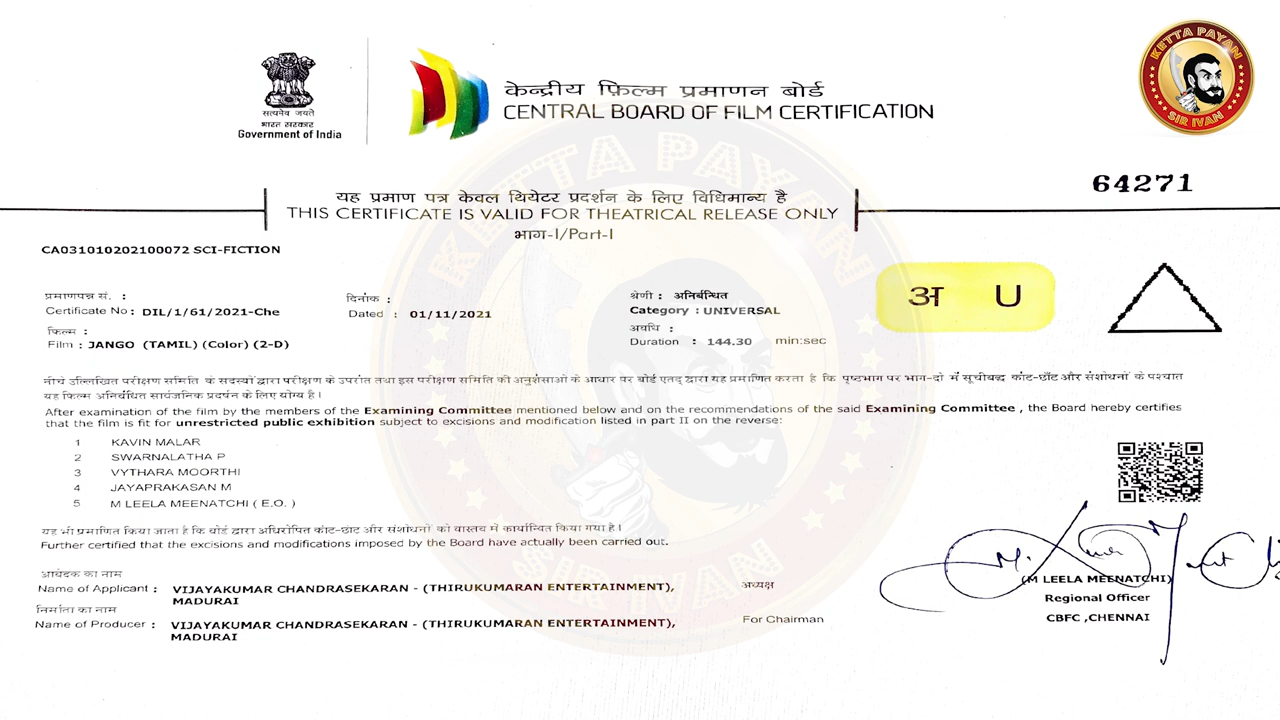 KETTA PAYAN
SIR IVAN
सत्यमेव जयते
भारत सरकार
Government of India
केन्द्रीय फ़िल्म प्रमाणन बोर्ड
CENTRAL BOARD OF FILM CERTIFICATION
64271
यह प्रमाण पत्र केवल थियेटर प्रदर्शन के लिए विधिमान्य है
THIS CERTIFICATE IS VALID FOR THEATRICAL RELEASE ONLY
भाग-I/Part-I
CA031010202100072 SCI-FICTION
प्रमाणपत्र सं. :
Certificate No : DIL/1/61/2021-Che
दिनांक :
Dated : 01/11/2021
श्रेणी : अनिर्बन्धित
Category : UNIVERSAL
अ U
फिल्म :
Film : JANGO (TAMIL) (Color) (2-D)
अवधि :
Duration : 144.30 min:sec
नीचे उल्लिखित परीक्षण समिति के सदस्यों द्वारा परीक्षण के उपरांत तथा इस परीक्षण समिति की अनुशंसाओं के आधार पर बोर्ड एतद् द्वारा यह प्रमाणित करता है कि पृष्ठभाग पर भाग-दो में सूचीबद्ध कांट-छाँट और संशोधनों के पश्चात
यह फिल्म अनिर्बंधित सार्वजनिक प्रदर्शन के लिए योग्य है।
After examination of the film by the members of the Examining Committee mentioned below and on the recommendations of the said Examining Committee , the Board hereby certifies
that the film is fit for unrestricted public exhibition subject to excisions and modification listed in part II on the reverse:
1 KAVIN MALAR
2 SWARNALATHA P
3 VYTHARA MOORTHI
4 JAYAPRAKASAN M
5 M LEELA MEENATCHI ( E.O. )
यह भी प्रमाणित किया जाता है कि बोर्ड द्वारा अधिरोपित कांट-छांट और संशोधनों को वास्तव में कार्यान्वित किया गया है।
Further certified that the excisions and modifications imposed by the Board have actually been carried out.
आवेदक का नाम
Name of Applicant : VIJAYAKUMAR CHANDRASEKARAN - (THIRUKUMARAN ENTERTAINMENT),
MADURAI
निर्माता का नाम
Name of Producer : VIJAYAKUMAR CHANDRASEKARAN - (THIRUKUMARAN ENTERTAINMENT),
MADURAI
अध्यक्ष
For Chairman
(M LEELA MEENATCHI)
Regional Officer
CBFC ,CHENNAI
KETTA PAYAN
SIR IVAN